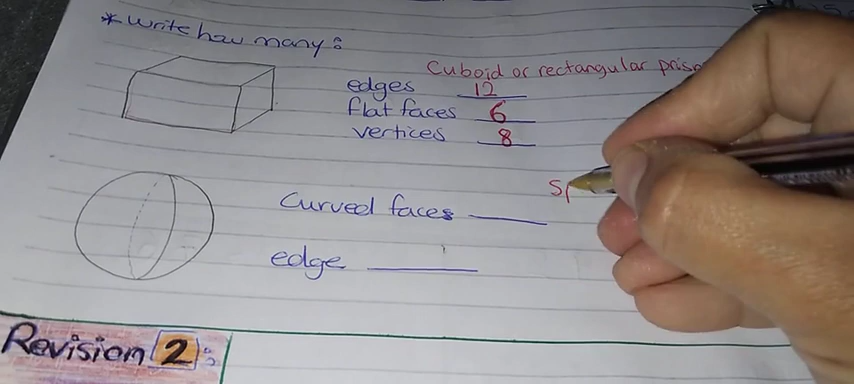 *Write how many:
Cuboid or rectangular prism
edges 12
flat faces 6
vertices 8
Sp
Curved faces
edge
Revision 2: